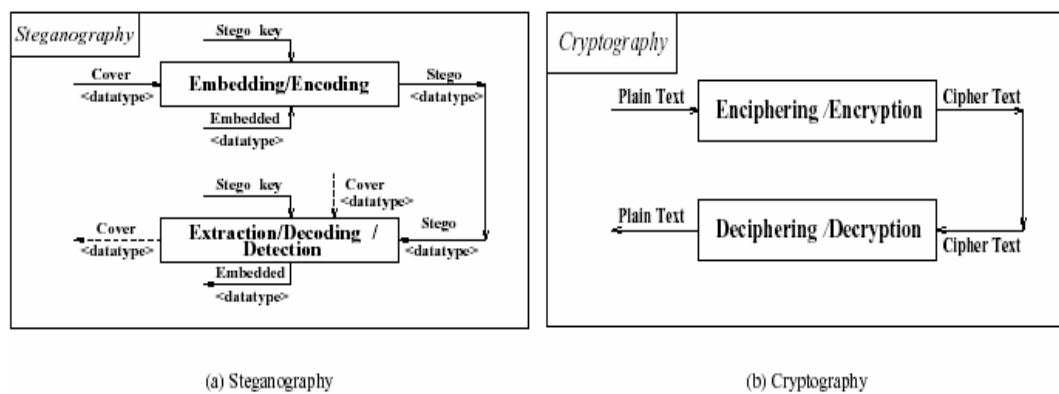 Steganography
Stego key
Cover
<datatype>
Embedding/Encoding
Stego
<datatype>
Embedded
<datatype>
Stego key
Cover
<datatype>
Cover
<datatype>
Extraction/Decoding /
Detection
Stego
<datatype>
Embedded
<datatype>
(a) Steganography
Cryptography
Plain Text
Enciphering /Encryption
Cipher Text
Plain Text
Deciphering /Decryption
Cipher Text
(b) Cryptography